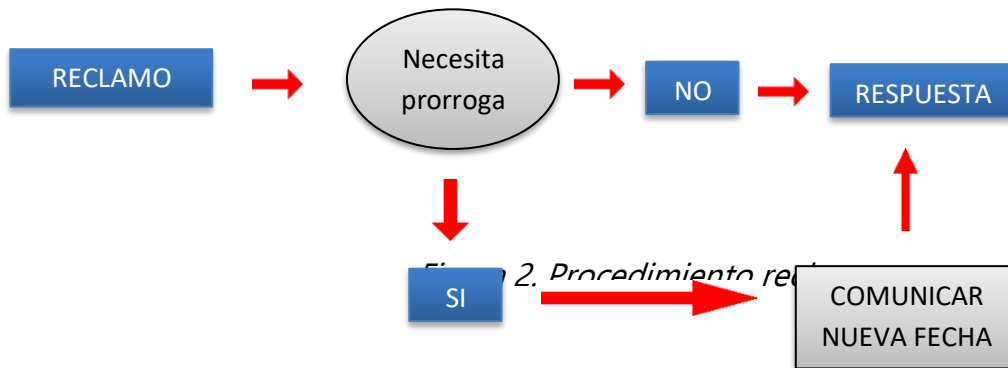 RECLAMO
Necesita
prorroga
NO
RESPUESTA
SI
2. Procedimiento
COMUNICAR
NUEVA FECHA